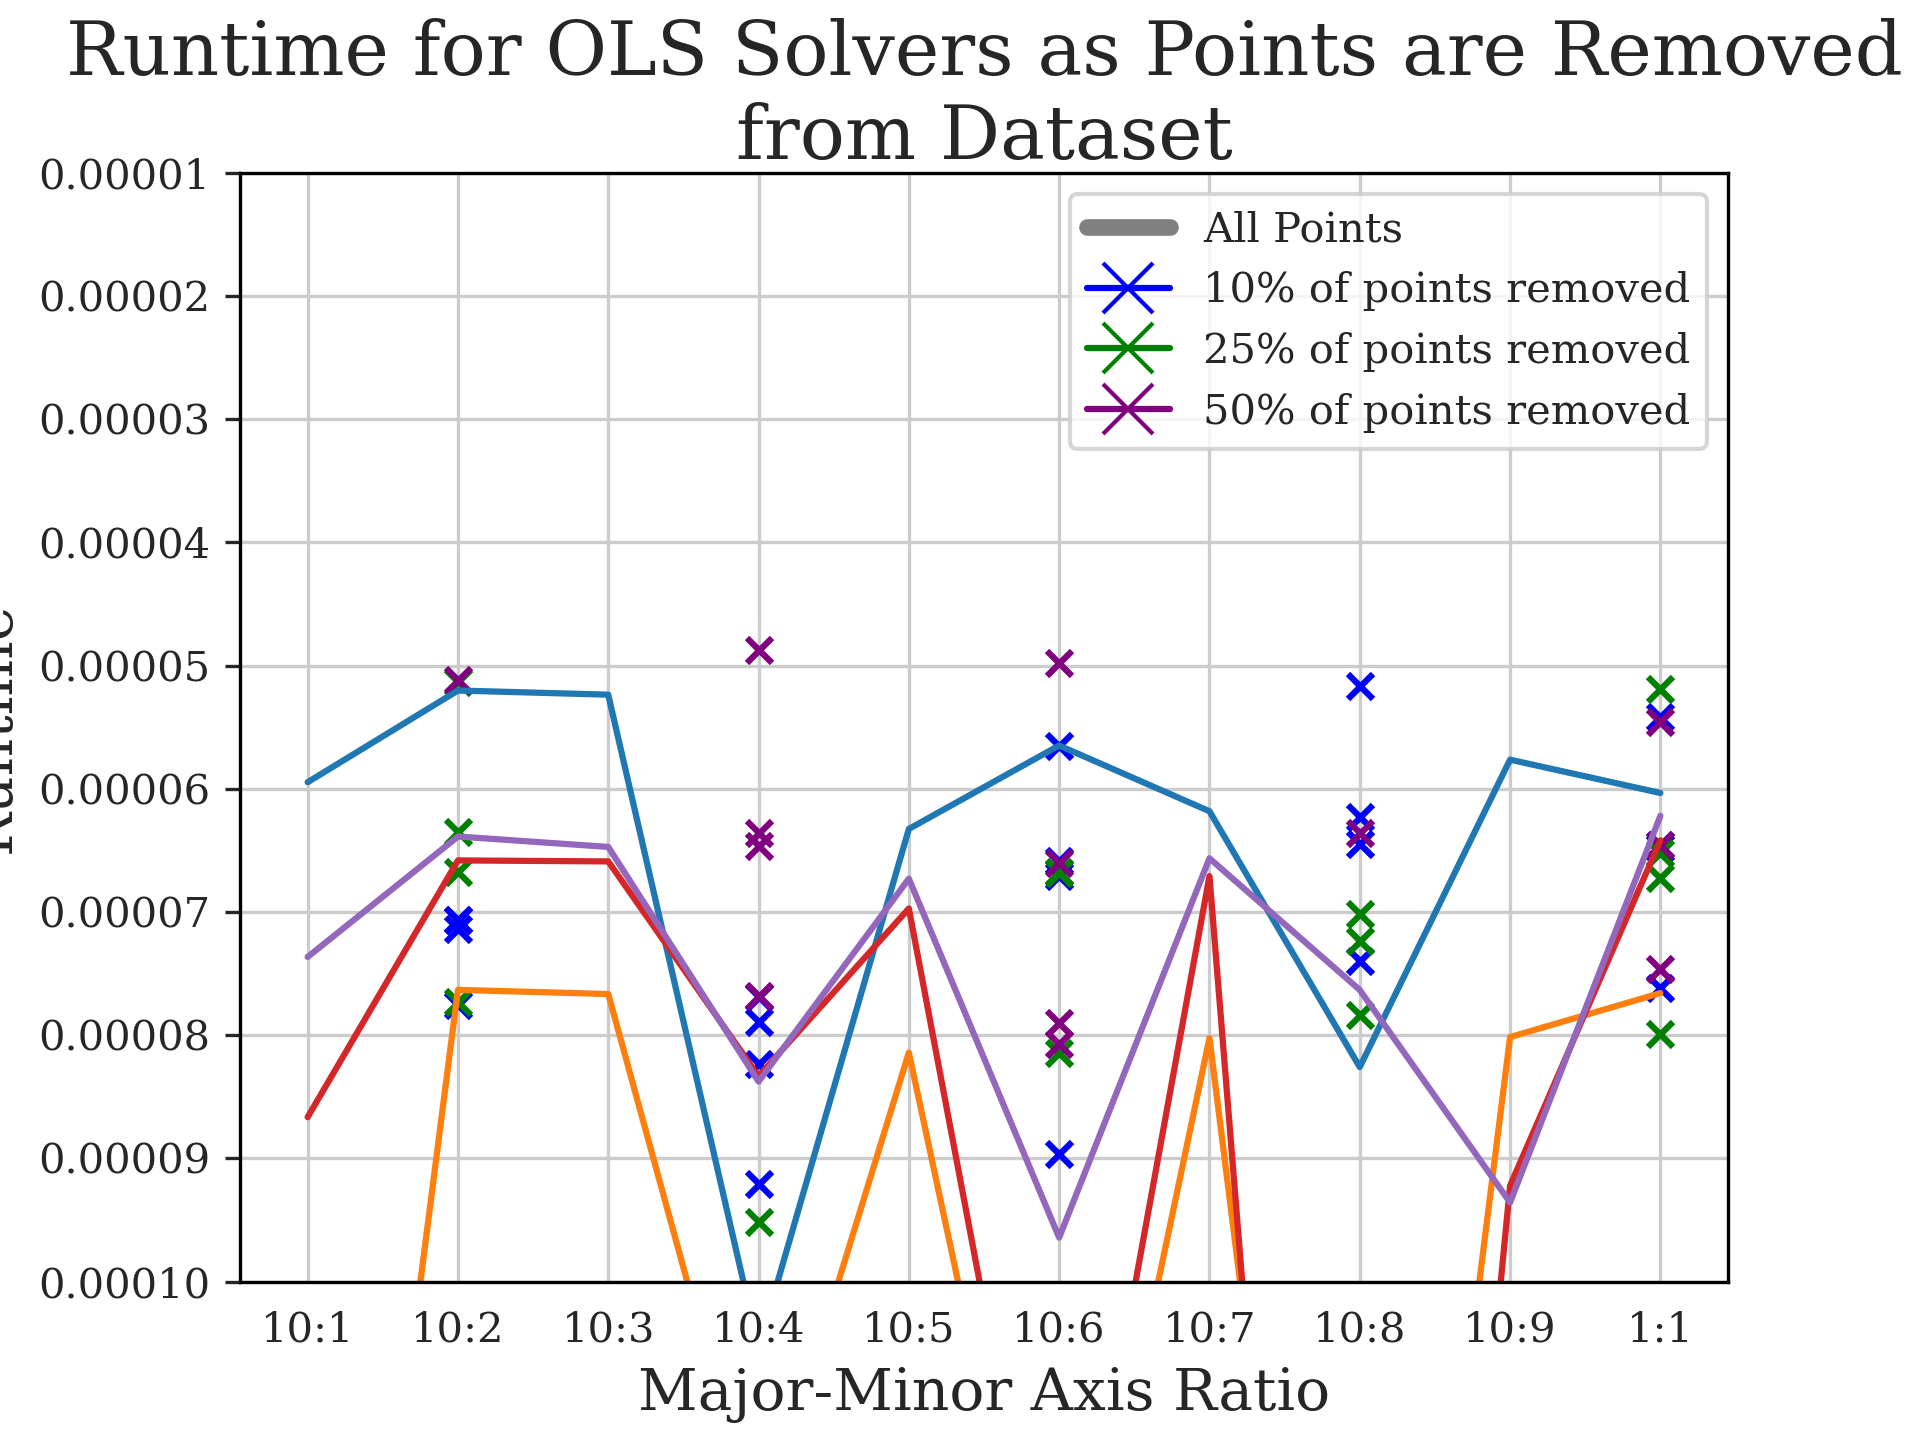 Runtime for OLS Solvers as Points are Removed
from Dataset
0.00001
0.00002
0.00003
0.00004
0.00005
0.00006
0.00007
0.00008
0.00009
0.00010
Runtime
All Points
10% of points removed
25% of points removed
50% of points removed
10:1 10:2 10:3 10:4 10:5 10:6 10:7 10:8 10:9 1:1
Major-Minor Axis Ratio